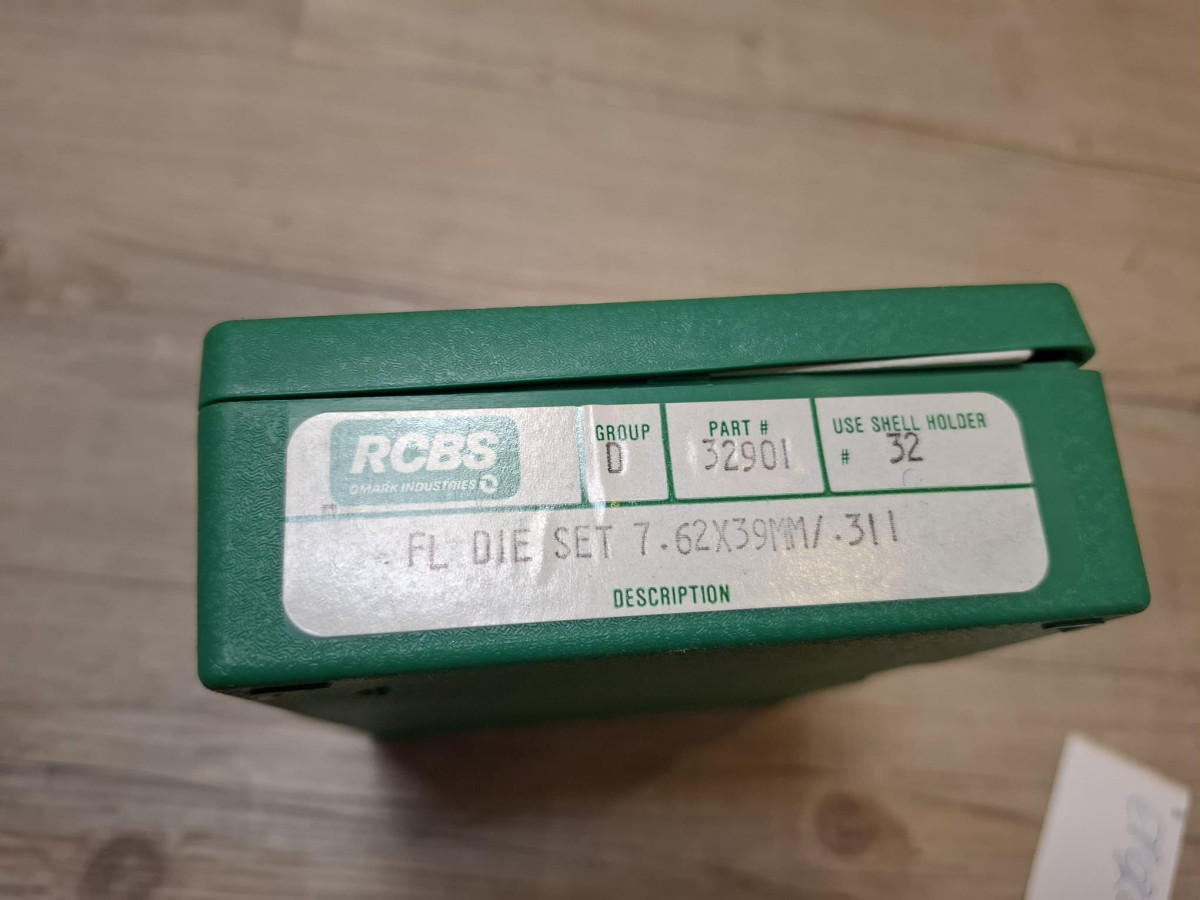 RCBS
OMARK INDUSTRIES
GROUP
D
PART #
32901
USE SHELL HOLDER
# 32
FL DIE SET 7.62X39MM/.311
DESCRIPTION